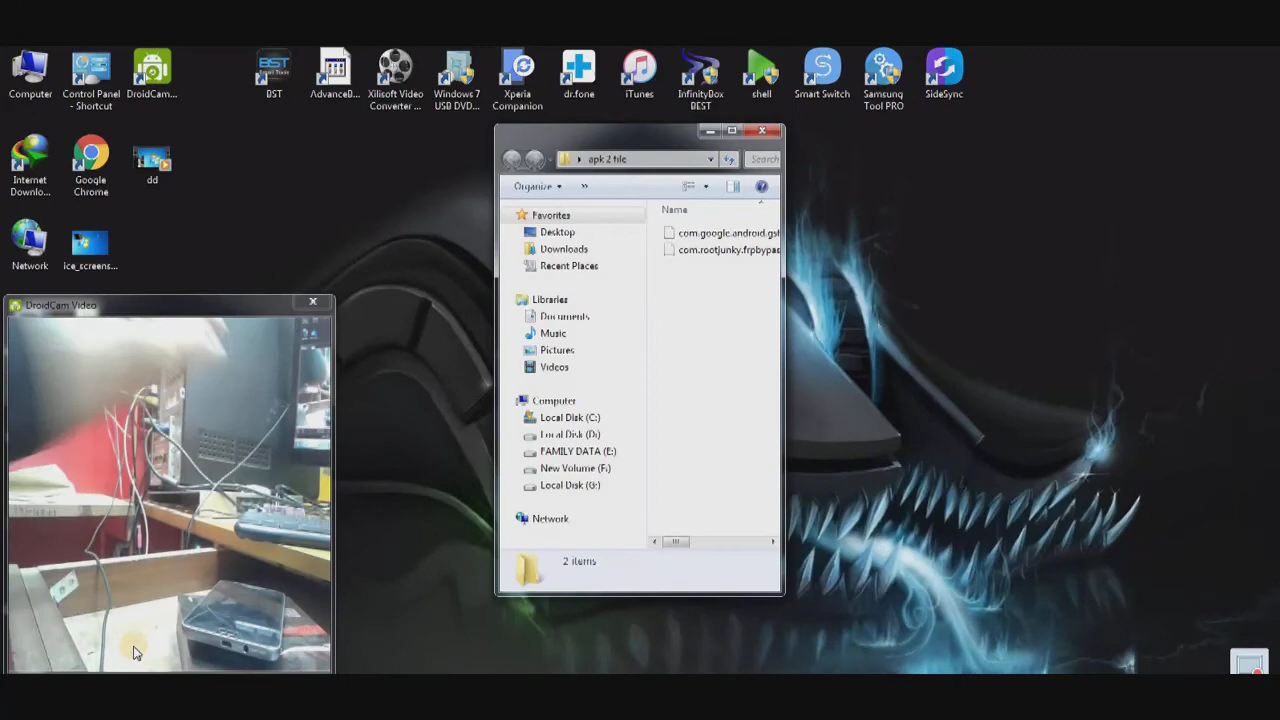 Computer
Control Panel - Shortcut
DroidCam...
BST
AdvanceB...
Xilisoft Video Converter ...
Windows 7 USB DVD...
Xperia Companion
dr.fone
iTunes
InfinityBox BEST
shell
Smart Switch
Samsung Tool PRO
SideSync
Internet Downlo...
Google Chrome
dd
Network
ice_screens...
DroidCam Video
apk 2 file
Search
Organize
Name
Favorites
Desktop
Downloads
Recent Places
Libraries
Documents
Music
Pictures
Videos
Computer
Local Disk (C:)
Local Disk (D:)
FAMILY DATA (E:)
New Volume (F:)
Local Disk (G:)
Network
com.google.android.gsf
com.rootjunky.frpbypas
2 items